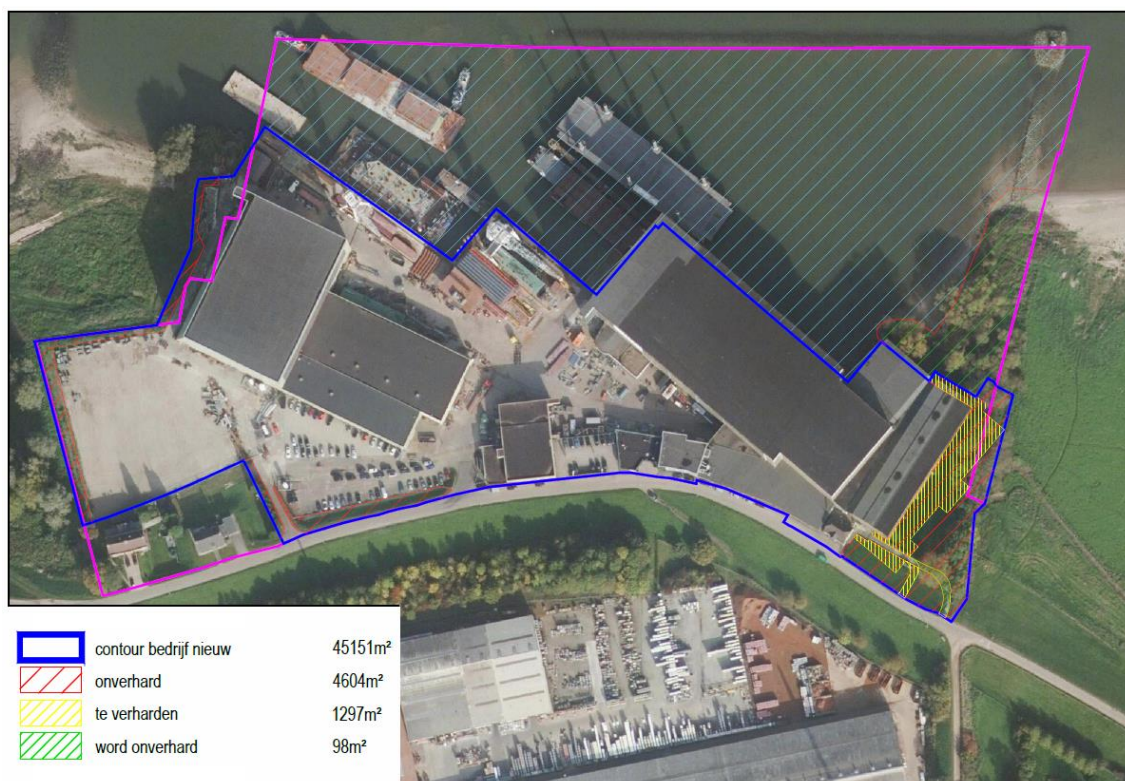 contour bedrijf nieuw 45151m²
onverhard 4604m²
te verharden 1297m²
word onverhard 98m²